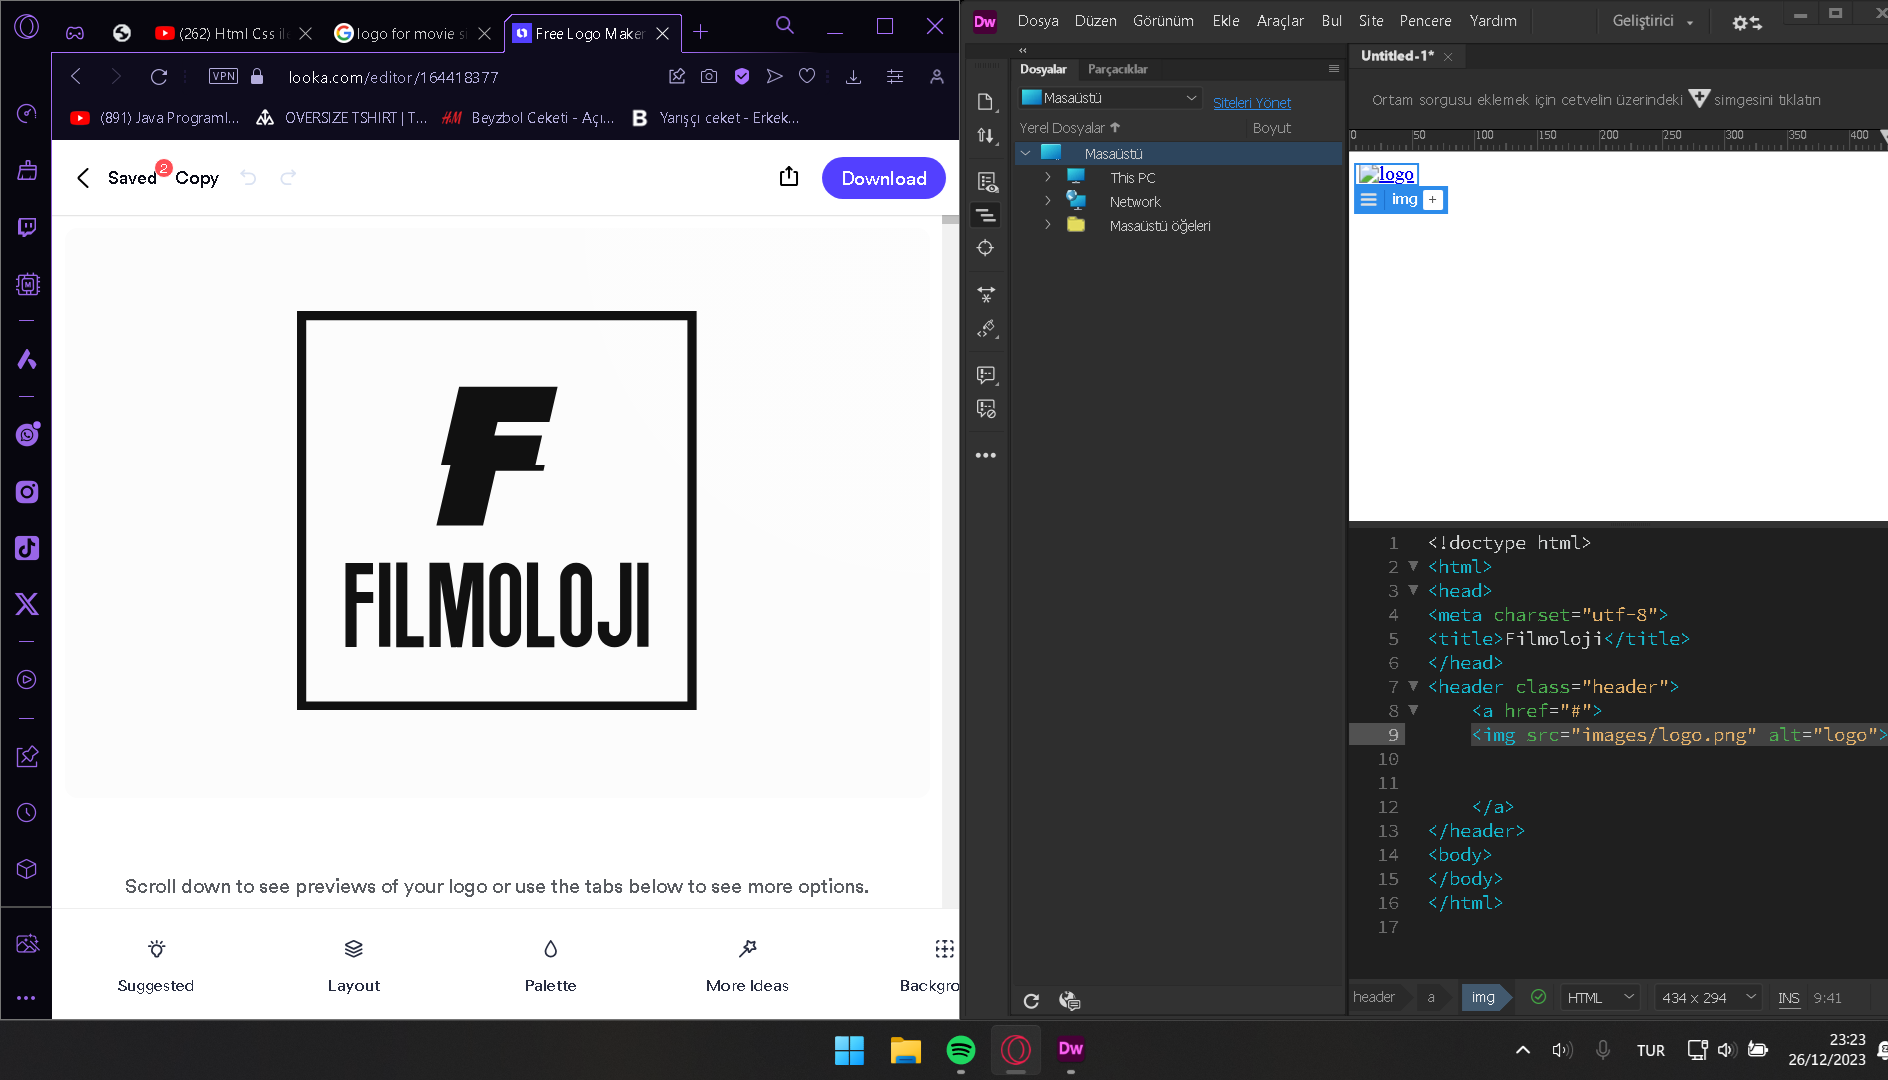 (262) Html Css ile
logo for movie si
Free Logo Maker
VPN
looka.com/editor/164418377
(891) Java Programl...
OVERSIZE TSHIRT | T...
H&M
Beyzbol Ceketi - Açı...
B
Yarışçı ceket - Erkek...
Saved
2
Copy
Download
F
FILMOLOJI
Scroll down to see previews of your logo or use the tabs below to see more options.
Suggested
Layout
Palette
More Ideas
Backgro
Dw
Dosya
Düzen
Görünüm
Ekle
Araçlar
Bul
Site
Pencere
Yardım
Geliştirici
Dosyalar
Parçacıklar
Masaüstü
Siteleri Yönet
Yerel Dosyalar
Boyut
Masaüstü
This PC
Network
Masaüstü öğeleri
Untitled-1*
Ortam sorgusu eklemek için cetvelin üzerindeki simgesini tıklatın
0 50 100 150 200 250 300 350 400
logo
img +
1 <!doctype html>
2 <html>
3 <head>
4 <meta charset="utf-8">
5 <title>Filmoloji</title>
6 </head>
7 <header class="header">
8 <a href="#">
9 <img src="images/logo.png" alt="logo">
10
11
12 </a>
13 </header>
14 <body>
15 </body>
16 </html>
17
header
a
img
HTML
434 x 294
INS
9:41
Dw
TUR
23:23
26/12/2023